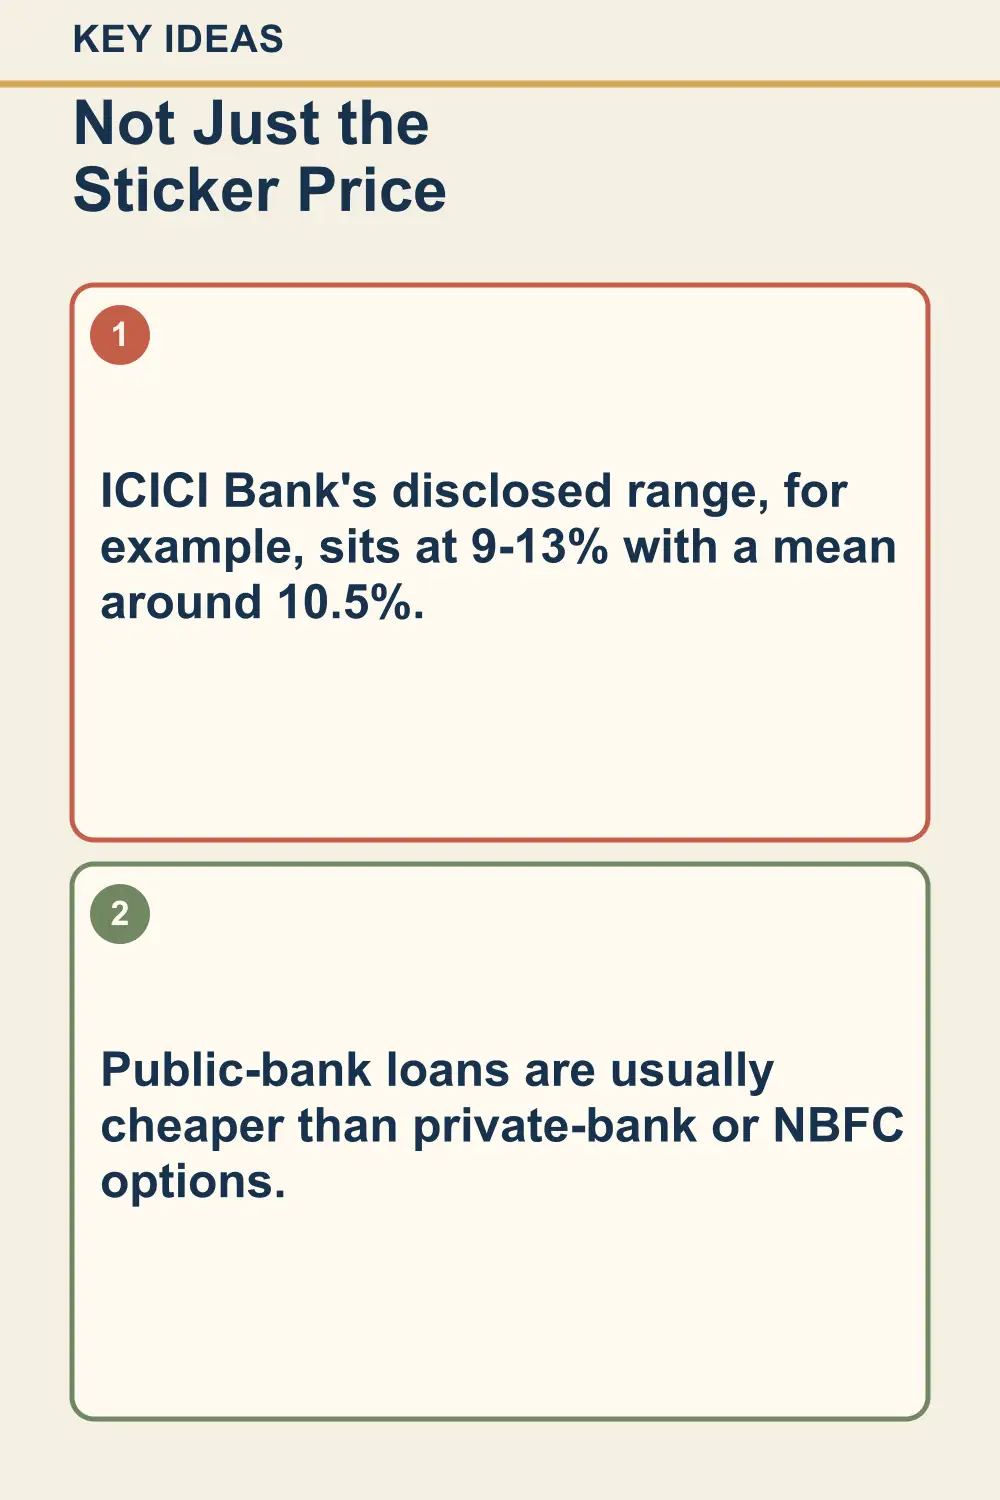 KEY IDEAS
Not Just the
Sticker Price
1
ICICI Bank's disclosed range, for
example, sits at 9-13% with a mean
around 10.5%.
2
Public-bank loans are usually
cheaper than private-bank or NBFC
options.